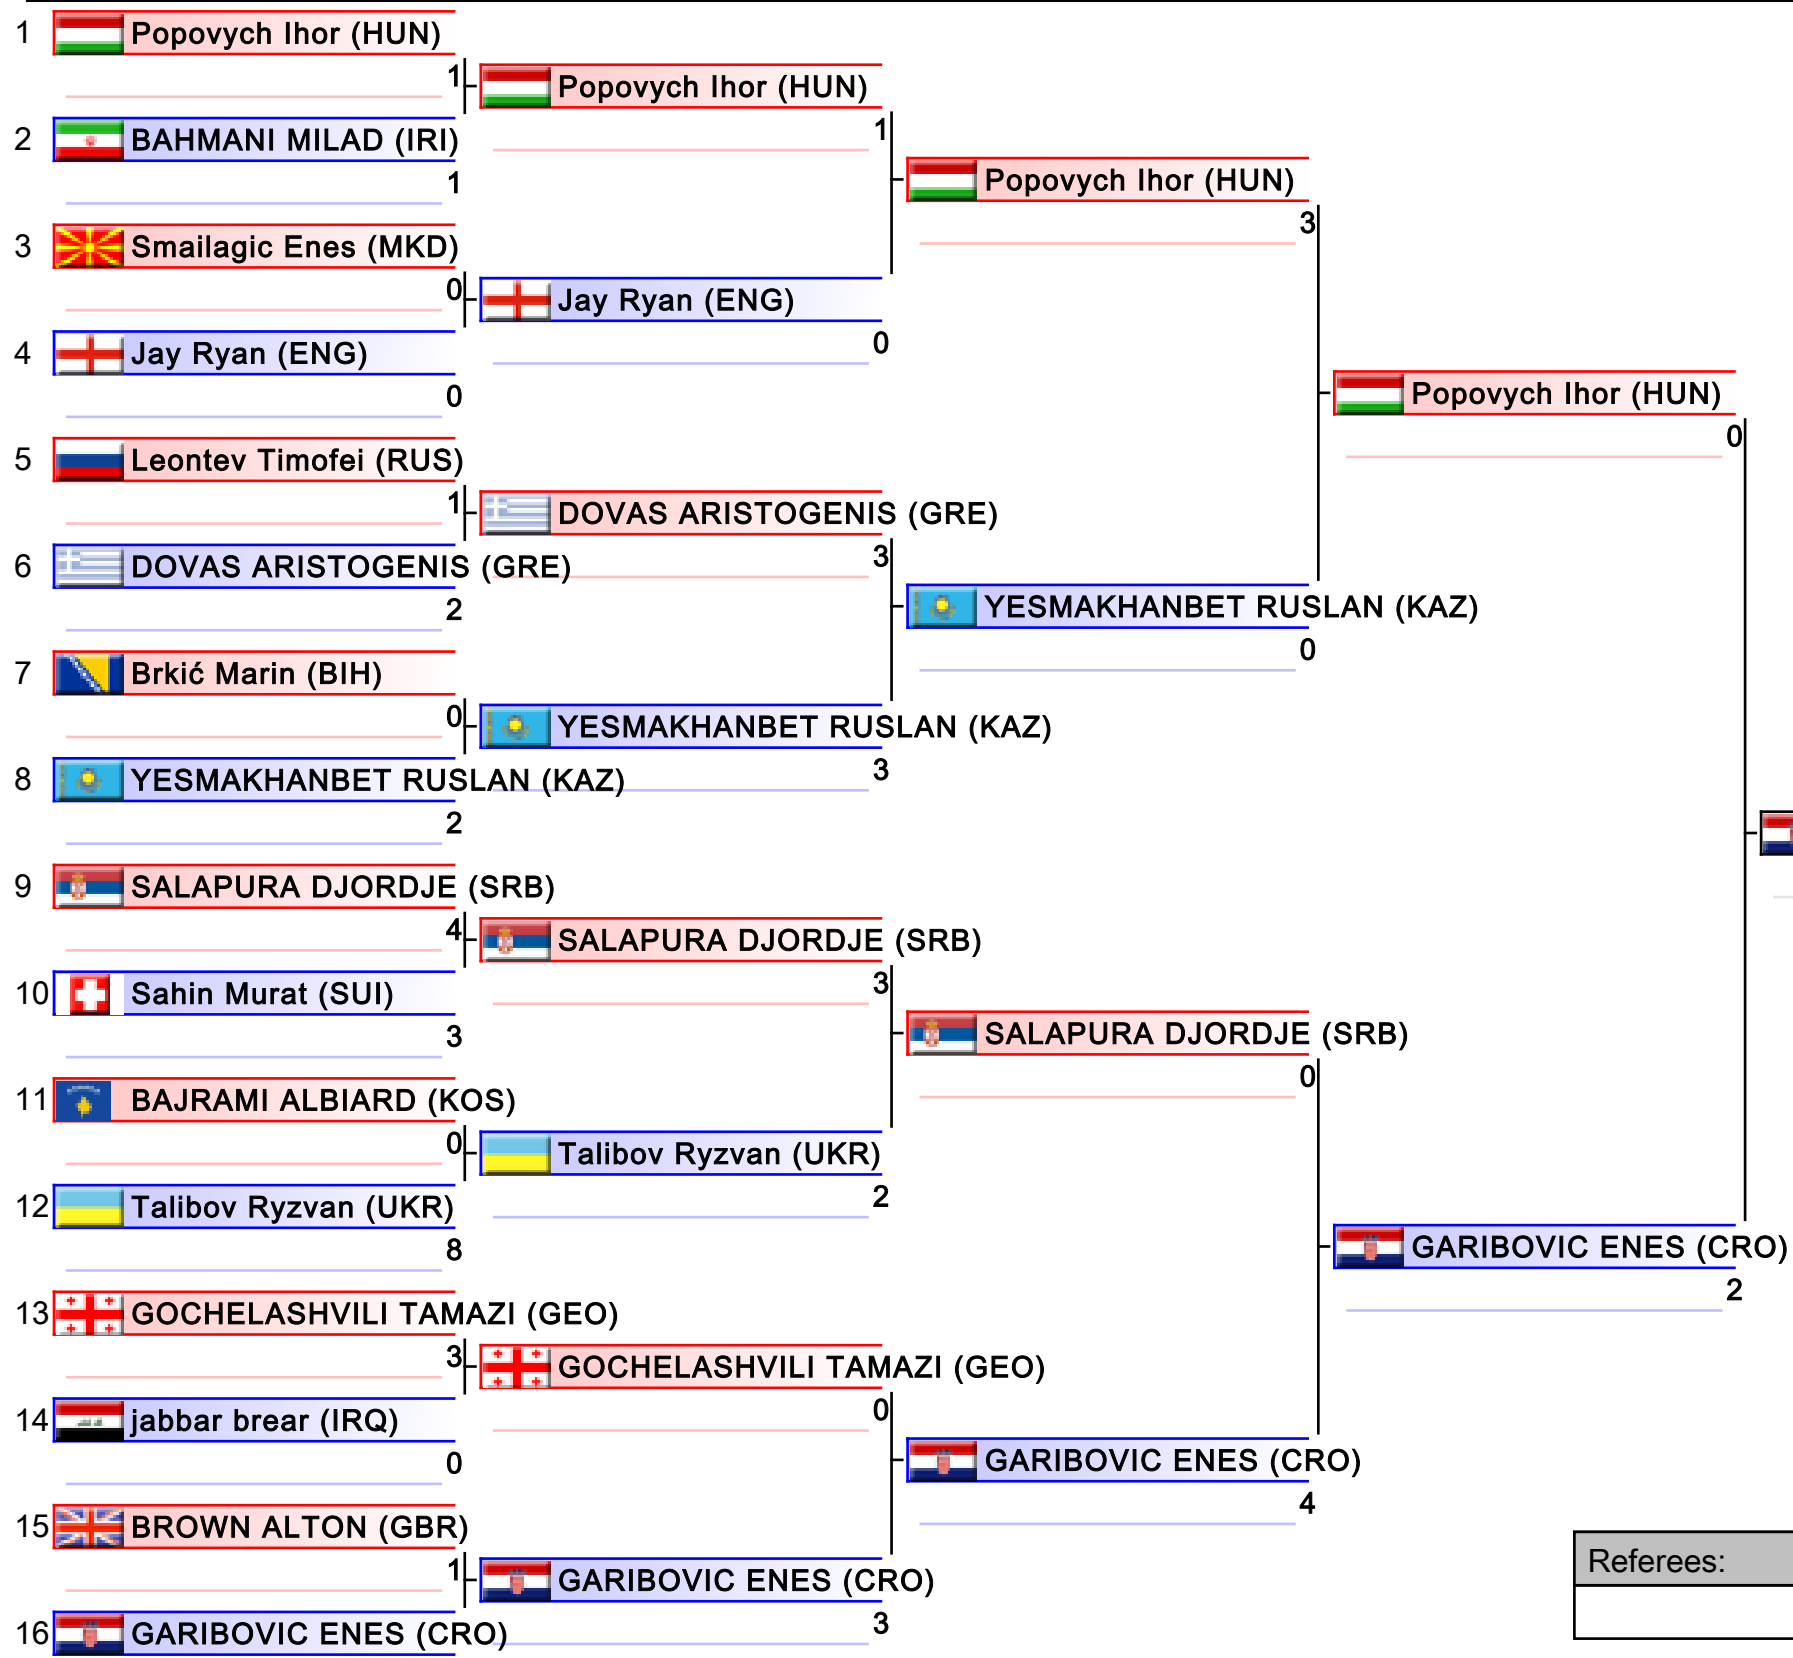 1 Popovych Ihor (HUN)
1
Popovych Ihor (HUN)
1
2 BAHMANI MILAD (IRI)
1
Popovych Ihor (HUN)
3
3 Smailagic Enes (MKD)
0
Jay Ryan (ENG)
0
4 Jay Ryan (ENG)
0
Popovych Ihor (HUN)
0
5 Leontev Timofei (RUS)
1
DOVAS ARISTOGENIS (GRE)
3
6 DOVAS ARISTOGENIS (GRE)
2
YESMAKHANBET RUSLAN (KAZ)
0
7 Brkić Marin (BIH)
0
YESMAKHANBET RUSLAN (KAZ)
3
8 YESMAKHANBET RUSLAN (KAZ)
2
9 SALAPURA DJORDJE (SRB)
4
SALAPURA DJORDJE (SRB)
3
10 Sahin Murat (SUI)
3
SALAPURA DJORDJE (SRB)
0
11 BAJRAMI ALBIARD (KOS)
0
Talibov Ryzvan (UKR)
2
12 Talibov Ryzvan (UKR)
8
GARIBOVIC ENES (CRO)
2
13 GOCHELASHVILI TAMAZI (GEO)
3
GOCHELASHVILI TAMAZI (GEO)
0
14 jabbar brear (IRQ)
0
GARIBOVIC ENES (CRO)
4
15 BROWN ALTON (GBR)
1
GARIBOVIC ENES (CRO)
3
16 GARIBOVIC ENES (CRO)
Referees: